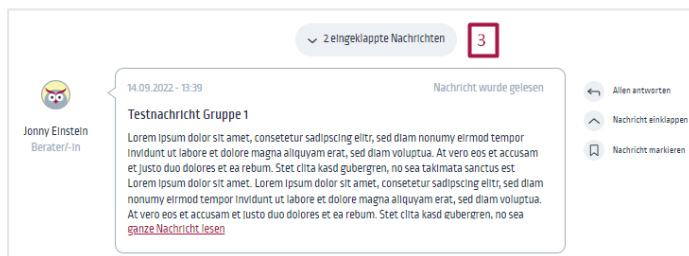 2 eingeklappte Nachrichten
3
14.09.2022 - 13:39
Nachricht wurde gelesen
Testnachricht Gruppe 1
Lorem ipsum dolor sit amet, consetetur sadipscing elitr, sed diam nonumy eirmod tempor
invidunt ut labore et dolore magna aliquyam erat, sed diam voluptua. At vero eos et accusam
et justo duo dolores et ea rebum. Stet clita kasd gubergren, no sea takimata sanctus est
Lorem ipsum dolor sit amet. Lorem ipsum dolor sit amet, consetetur sadipscing elitr, sed diam
nonumy eirmod tempor invidunt ut labore et dolore magna aliquyam erat, sed diam voluptua.
At vero eos et accusam et justo duo dolores et ea rebum. Stet clita kasd gubergren, no sea
ganze Nachricht lesen
Jonny Einstein
Berater/-in
Allen antworten
Nachricht einklappen
Nachricht markieren